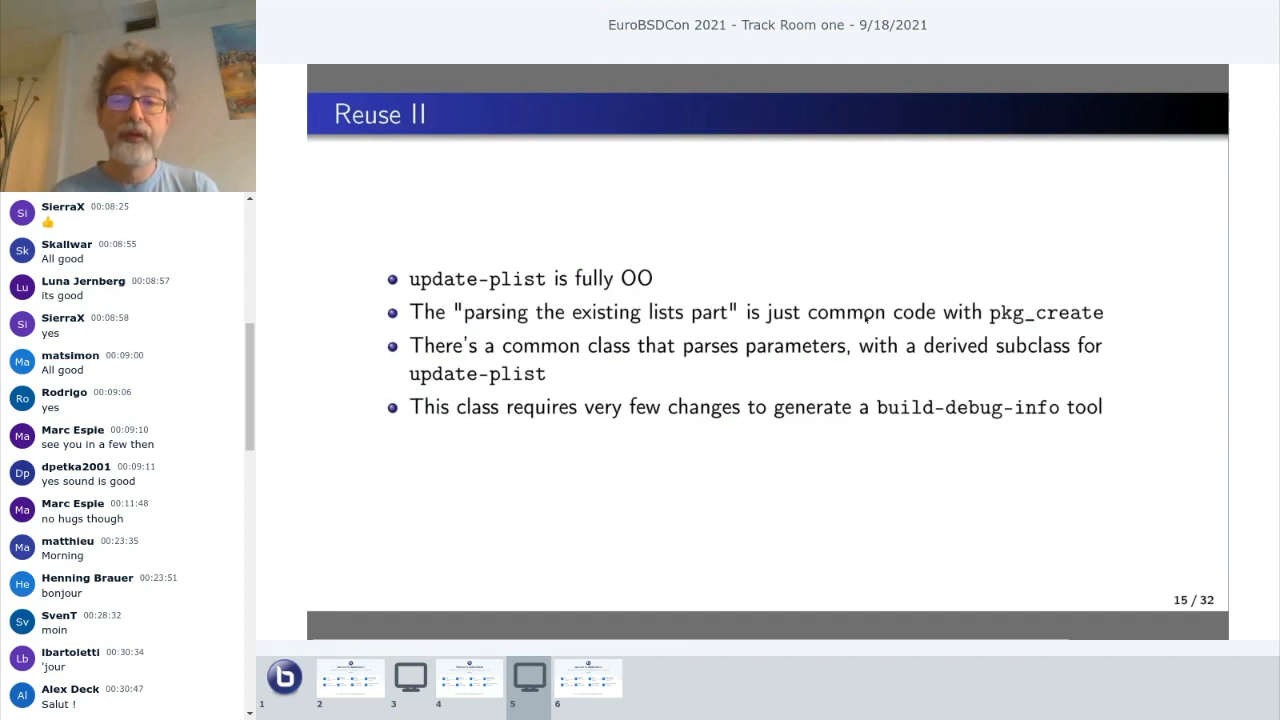 EuroBSDCon 2021 - Track Room one - 9/18/2021
Reuse II
update-plist is fully OO
The "parsing the existing lists part" is just common code with pkg_create
There's a common class that parses parameters, with a derived subclass for
update-plist
This class requires very few changes to generate a build-debug-info tool
15 / 32
Si SierraX 00:08:25
👍
Sk Skallwar 00:08:55
All good
Lu Luna Jernberg 00:08:57
its good
Si SierraX 00:08:58
yes
Ma matsimon 00:09:00
All good
Ro Rodrigo 00:09:06
yes
Ma Marc Espie 00:09:10
see you in a few then
Dp dpetka2001 00:09:11
yes sound is good
Ma Marc Espie 00:11:48
no hugs though
Ma matthieu 00:23:35
Morning
He Henning Brauer 00:23:51
bonjour
Sv SvenT 00:28:32
moin
Lb lbartoletti 00:30:34
'jour
Al Alex Deck 00:30:47
Salut !
b
1 2 3 4 5 6